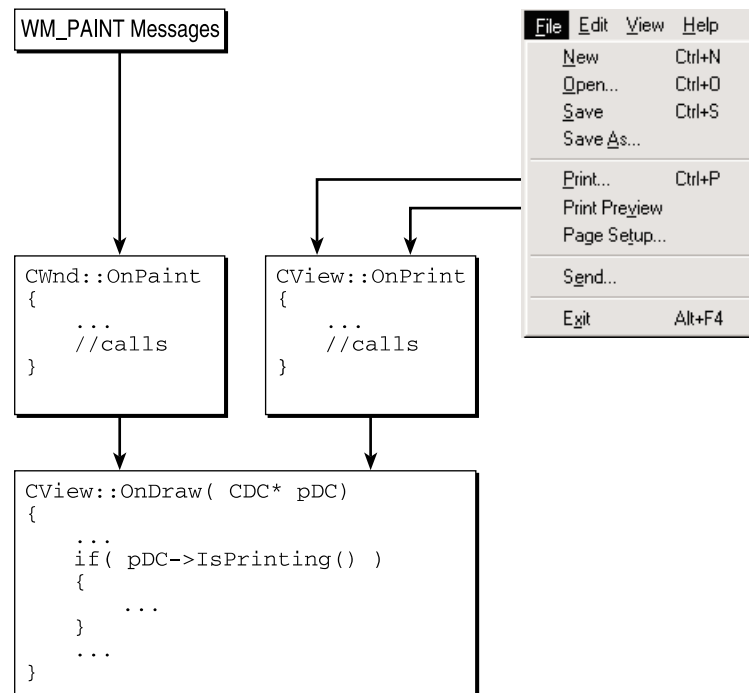 WM_PAINT Messages
File Edit View Help
New Ctrl+N
Open... Ctrl+O
Save Ctrl+S
Save As...
Print... Ctrl+P
Print Preview
Page Setup...
Send...
Exit Alt+F4
CWnd::OnPaint
{
...
//calls
}
CView::OnPrint
{
...
//calls
}
CView::OnDraw( CDC* pDC)
{
...
if( pDC->IsPrinting() )
{
...
}
...
}